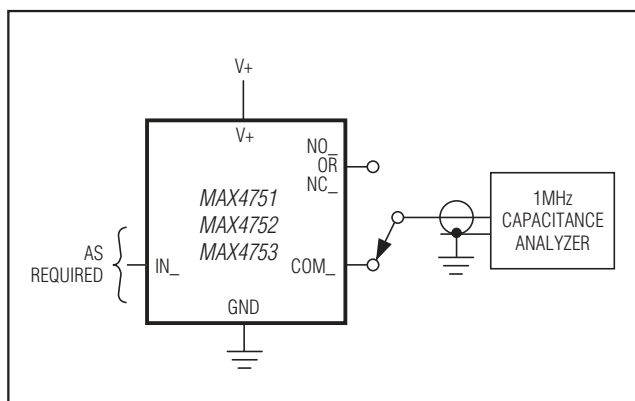 V+
V+
NO_
OR
NC_
MAX4751
MAX4752
MAX4753
AS
REQUIRED
IN_
COM_
GND
1MHz
CAPACITANCE
ANALYZER